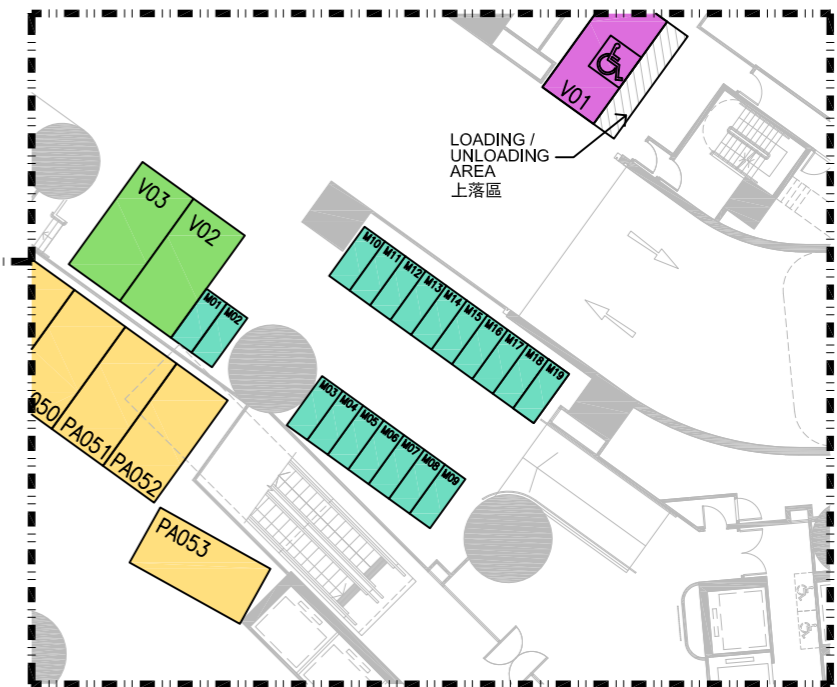 V01
LOADING /
UNLOADING
AREA
上落區
V03
V02
M01
M02
M10
M11
M12
M13
M14
M15
M16
M17
M18
M19
M03
M04
M05
M06
M07
M08
M09
050
PA051
PA052
PA053